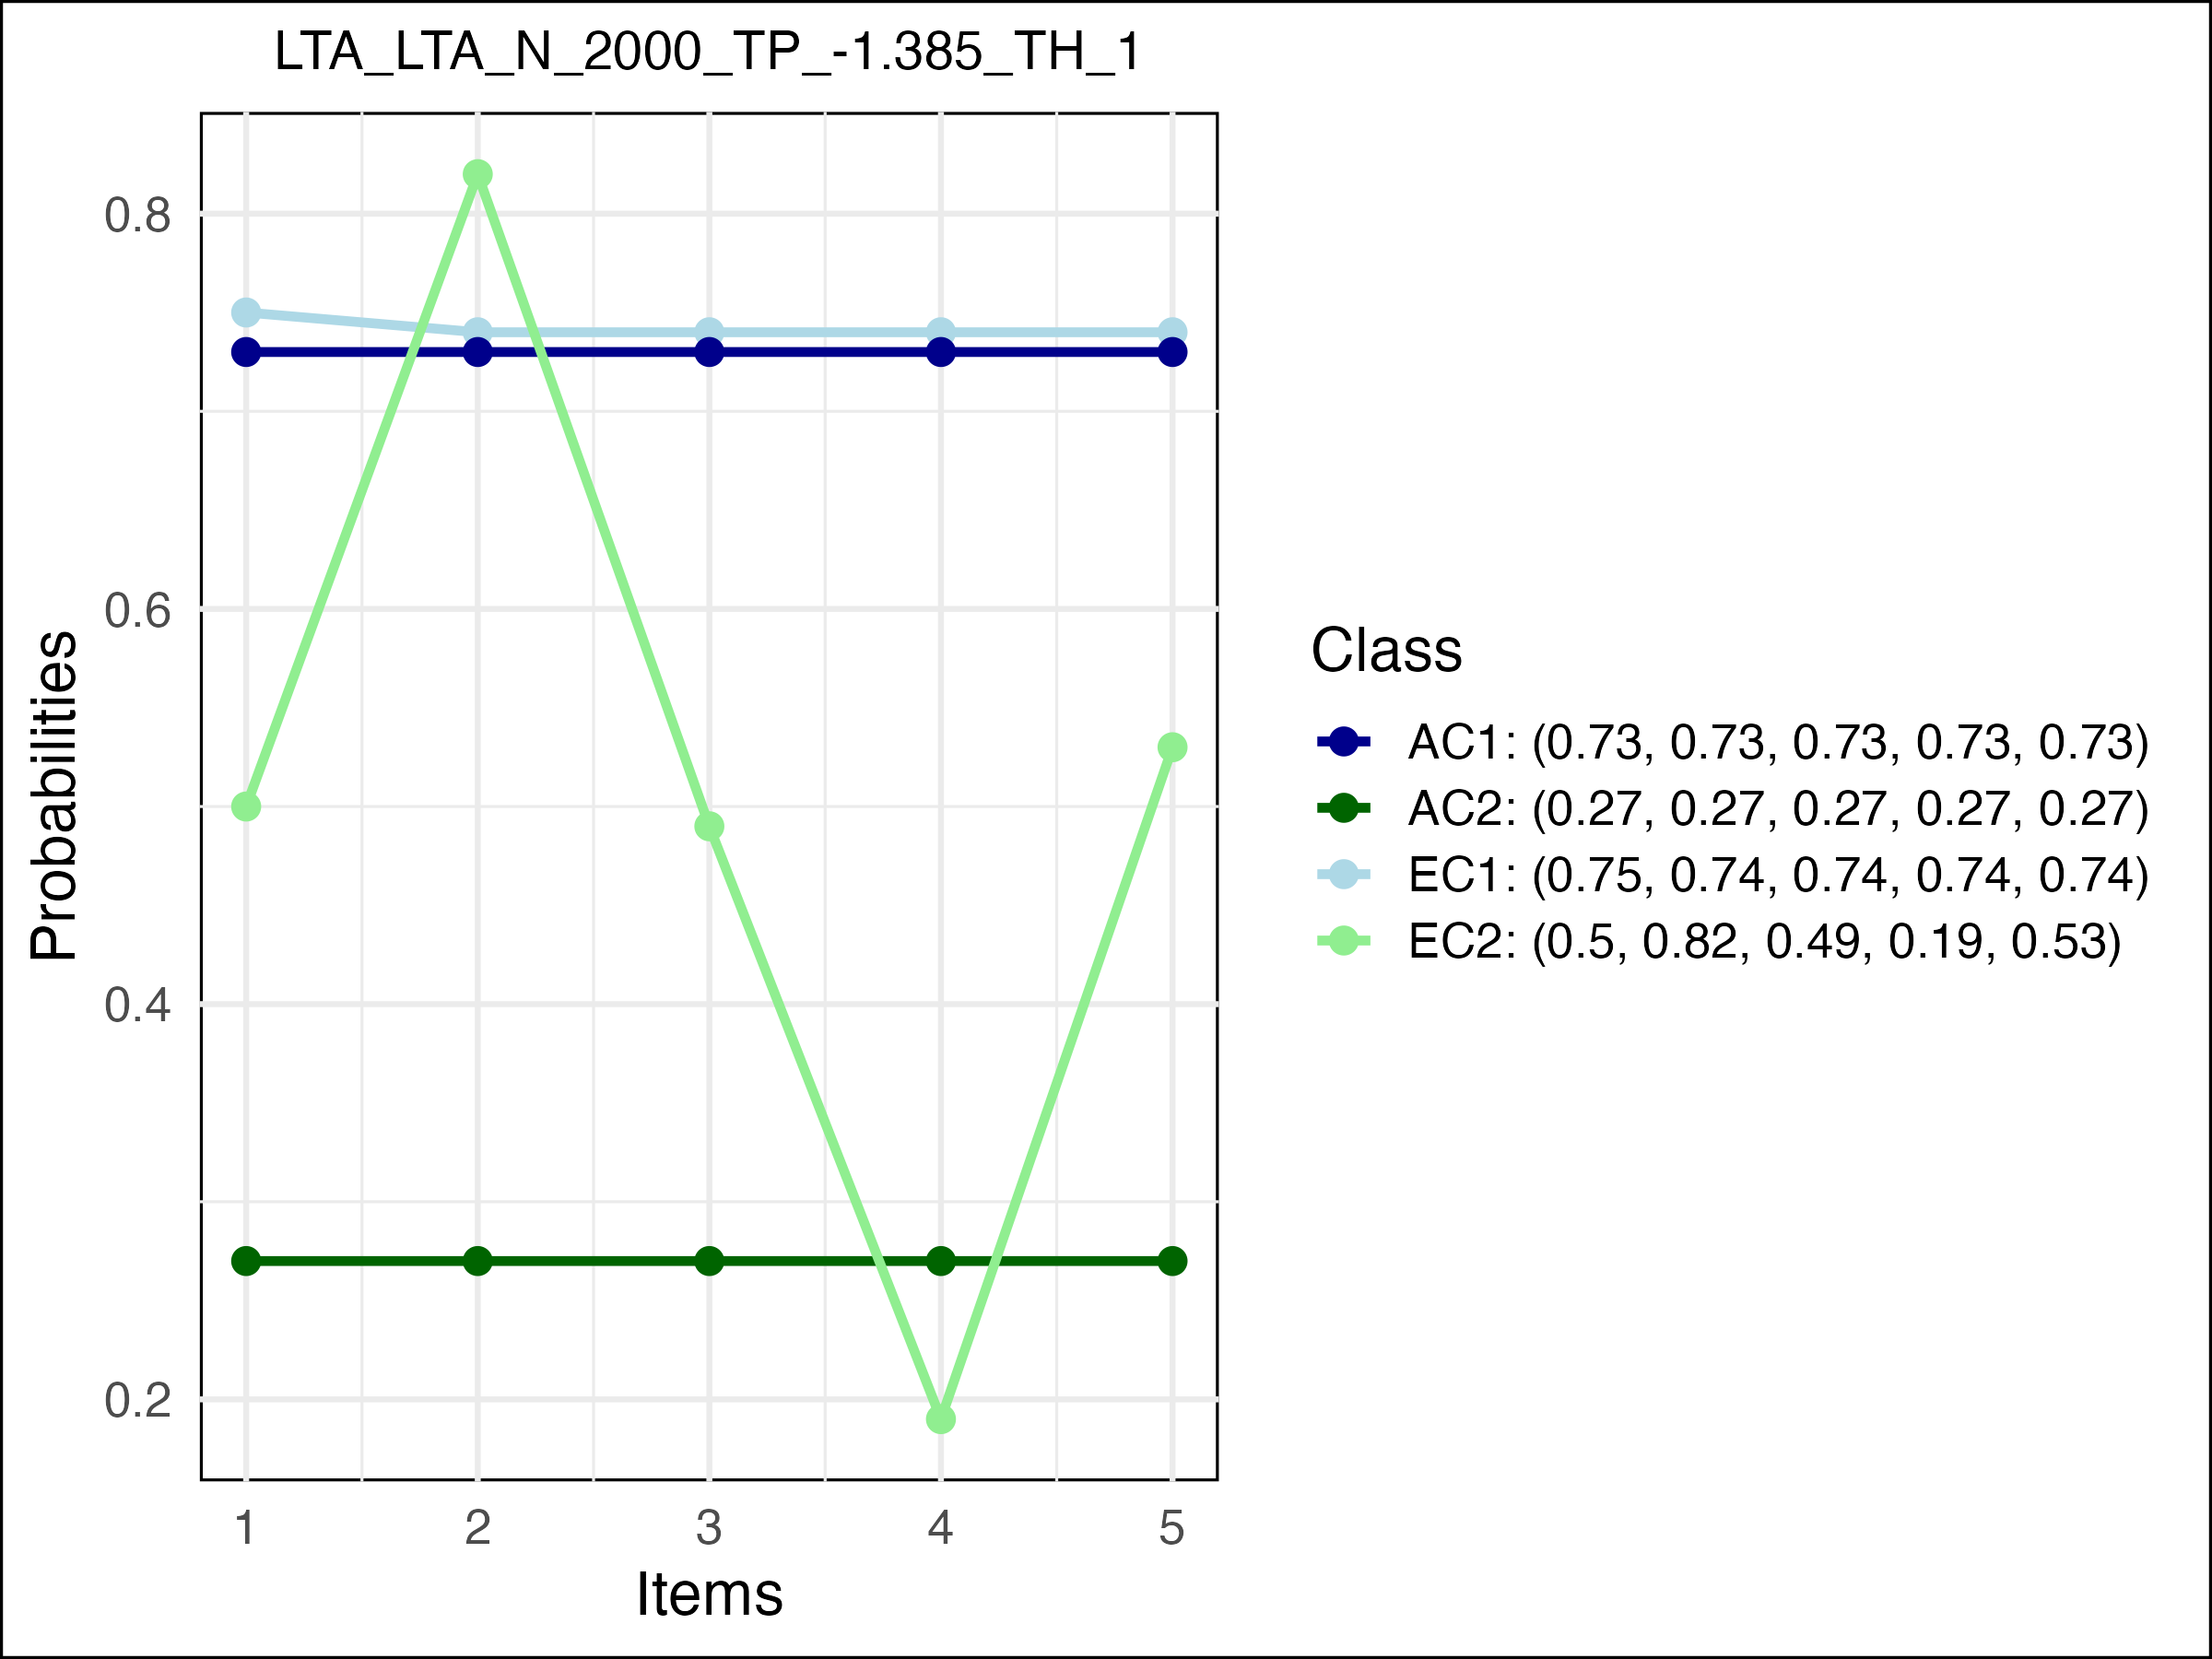 LTA_LTA_N_2000_TP_-1.385_TH_1
0.8
0.6
0.4
0.2
Probabilities
1 2 3 4 5
Items
Class
AC1: (0.73, 0.73, 0.73, 0.73, 0.73)
AC2: (0.27, 0.27, 0.27, 0.27, 0.27)
EC1: (0.75, 0.74, 0.74, 0.74, 0.74)
EC2: (0.5, 0.82, 0.49, 0.19, 0.53)